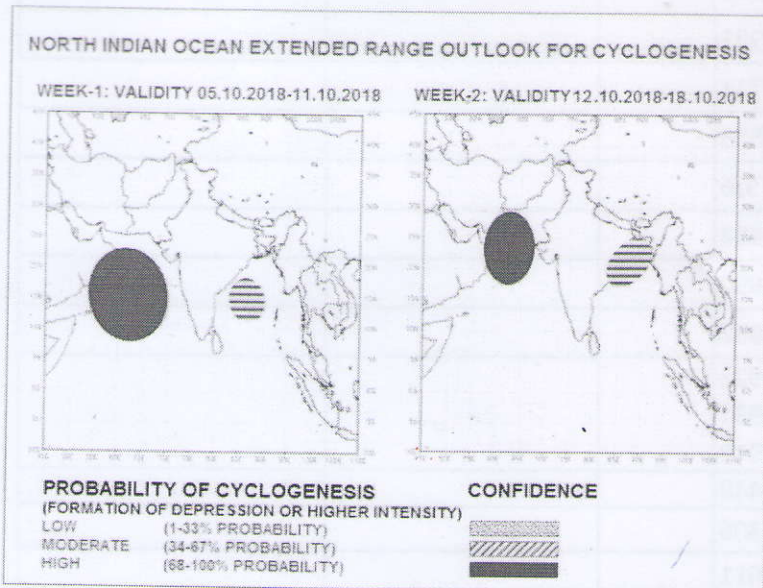 NORTH INDIAN OCEAN EXTENDED RANGE OUTLOOK FOR CYCLOGENESIS
WEEK-1: VALIDITY 05.10.2018-11.10.2018
WEEK-2: VALIDITY 12.10.2018-18.10.2018
PROBABILITY OF CYCLOGENESIS
CONFIDENCE
(FORMATION OF DEPRESSION OR HIGHER INTENSITY)
LOW (1-33% PROBABILITY)
MODERATE (34-67% PROBABILITY)
HIGH (68-100% PROBABILITY)